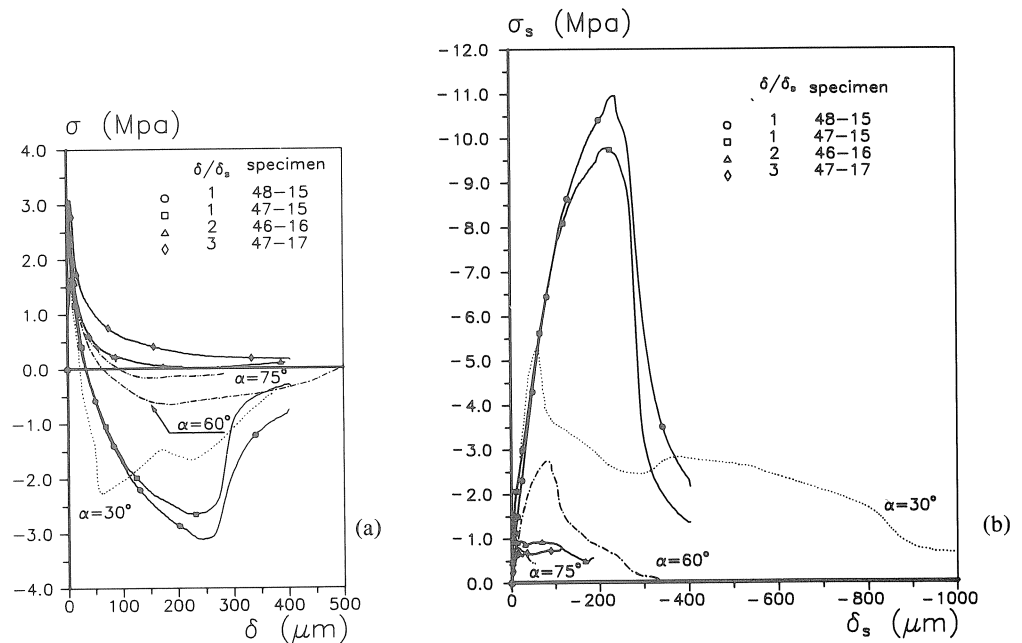 σ (Mpa)
4.0
3.0
2.0
1.0
0.0
-1.0
-2.0
-3.0
-4.0
δ/δₛ specimen
○ 1 48-15
□ 1 47-15
△ 2 46-16
◇ 3 47-17
α=75°
α=60°
α=30°
0 100 200 300 400 500
δ (μm)
(a)
σₛ (Mpa)
-12.0
-11.0
-10.0
-9.0
-8.0
-7.0
-6.0
-5.0
-4.0
-3.0
-2.0
-1.0
0.0
δ/δₛ specimen
○ 1 48-15
□ 1 47-15
△ 2 46-16
◇ 3 47-17
α=30°
α=60°
α=75°
0 -200 -400 -600 -800 -1000
δₛ (μm)
(b)